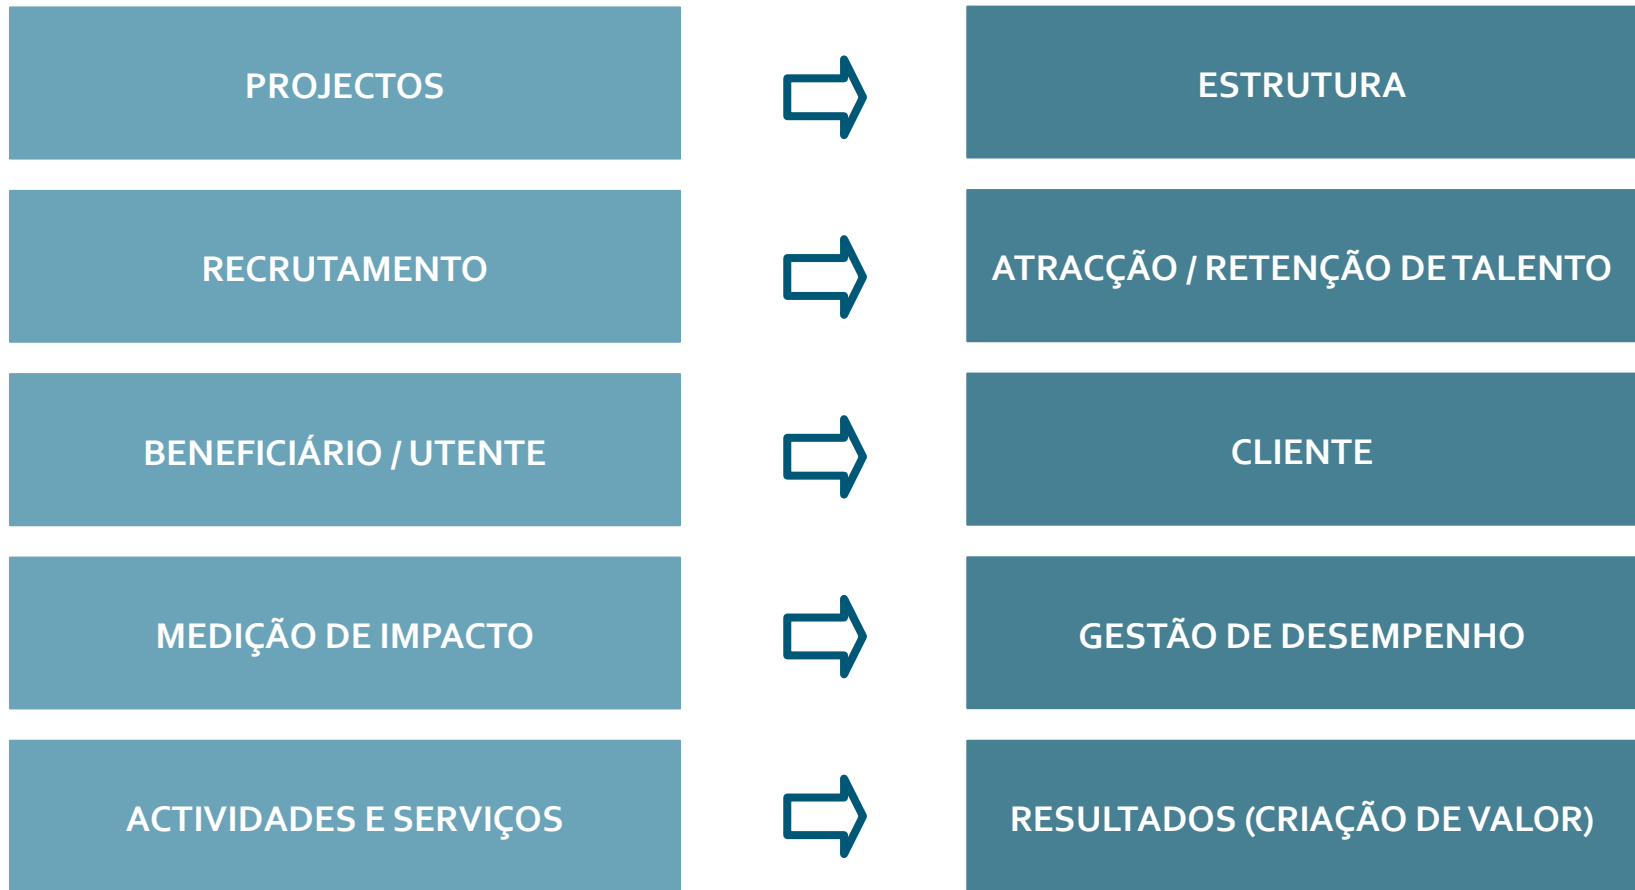 PROJECTOS
ESTRUTURA
RECRUTAMENTO
ATRACÇÃO / RETENÇÃO DE TALENTO
BENEFICIÁRIO / UTENTE
CLIENTE
MEDIÇÃO DE IMPACTO
GESTÃO DE DESEMPENHO
ACTIVIDADES E SERVIÇOS
RESULTADOS (CRIAÇÃO DE VALOR)